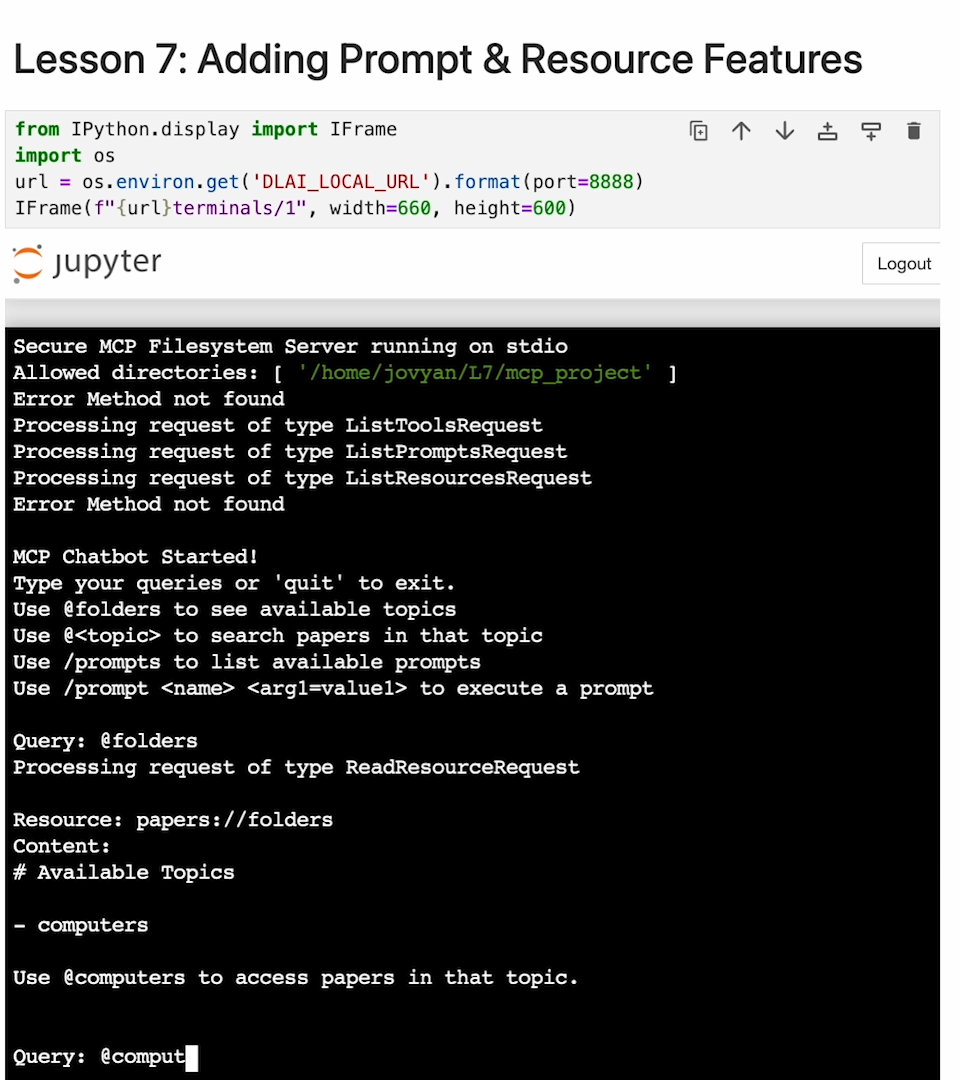 Lesson 7: Adding Prompt & Resource Features
from IPython.display import IFrame
import os
url = os.environ.get('DLAI_LOCAL_URL').format(port=8888)
IFrame(f"{url}terminals/1", width=660, height=600)
jupyter
Logout
Secure MCP Filesystem Server running on stdio
Allowed directories: [ '/home/jovyan/L7/mcp_project' ]
Error Method not found
Processing request of type ListToolsRequest
Processing request of type ListPromptsRequest
Processing request of type ListResourcesRequest
Error Method not found
MCP Chatbot Started!
Type your queries or 'quit' to exit.
Use @folders to see available topics
Use @<topic> to search papers in that topic
Use /prompts to list available prompts
Use /prompt <name> <arg1=value1> to execute a prompt
Query: @folders
Processing request of type ReadResourceRequest
Resource: papers://folders
Content:
# Available Topics
- computers
Use @computers to access papers in that topic.
Query: @comput